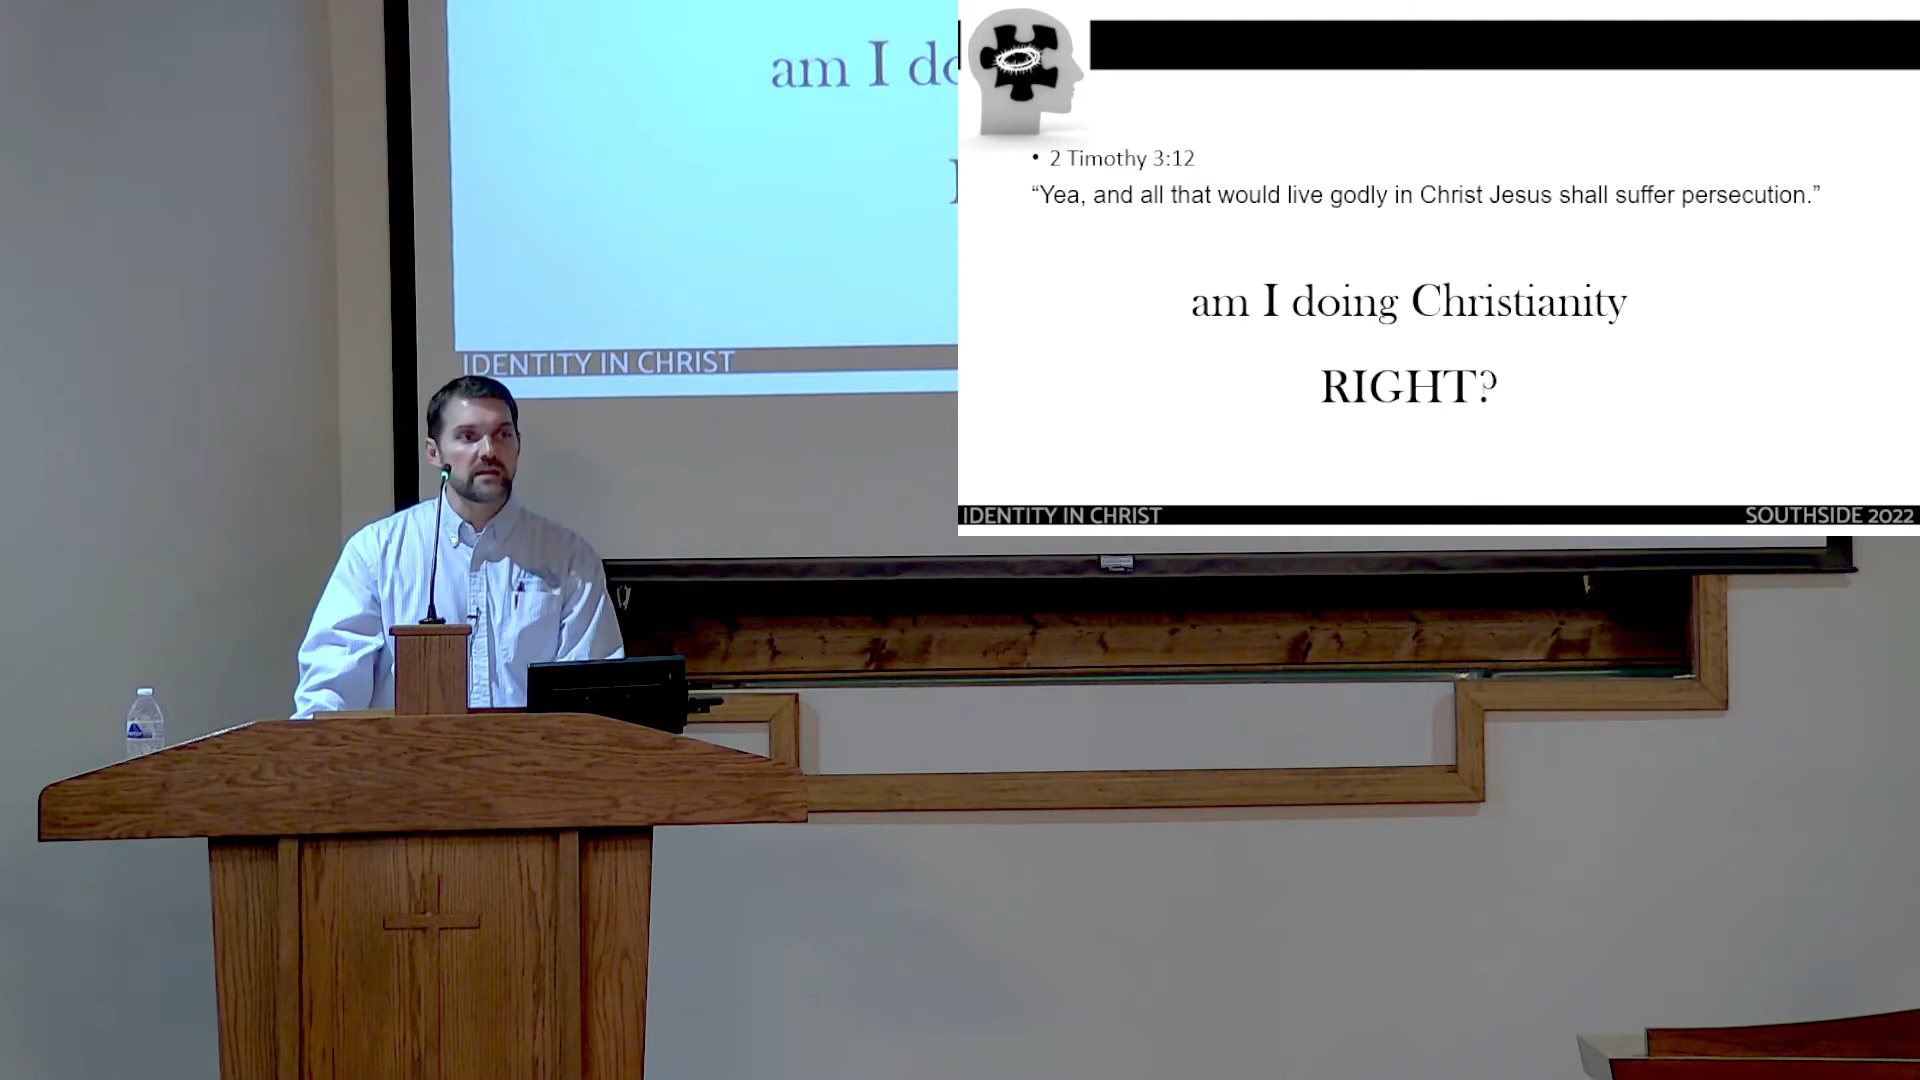 am I do
IDENTITY IN CHRIST
• 2 Timothy 3:12
“Yea, and all that would live godly in Christ Jesus shall suffer persecution.”
am I doing Christianity
RIGHT?
IDENTITY IN CHRIST
SOUTHSIDE 2022